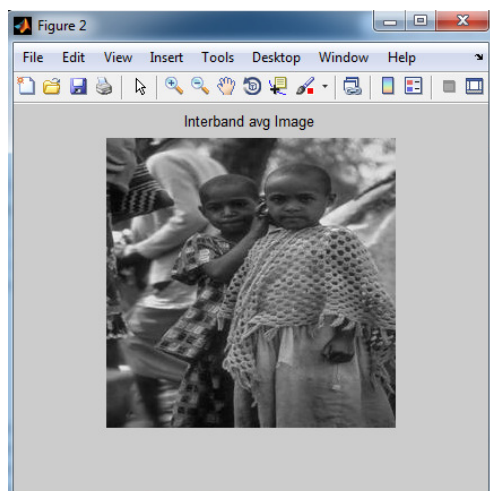 Figure 2
File Edit View Insert Tools Desktop Window Help
Interband avg Image